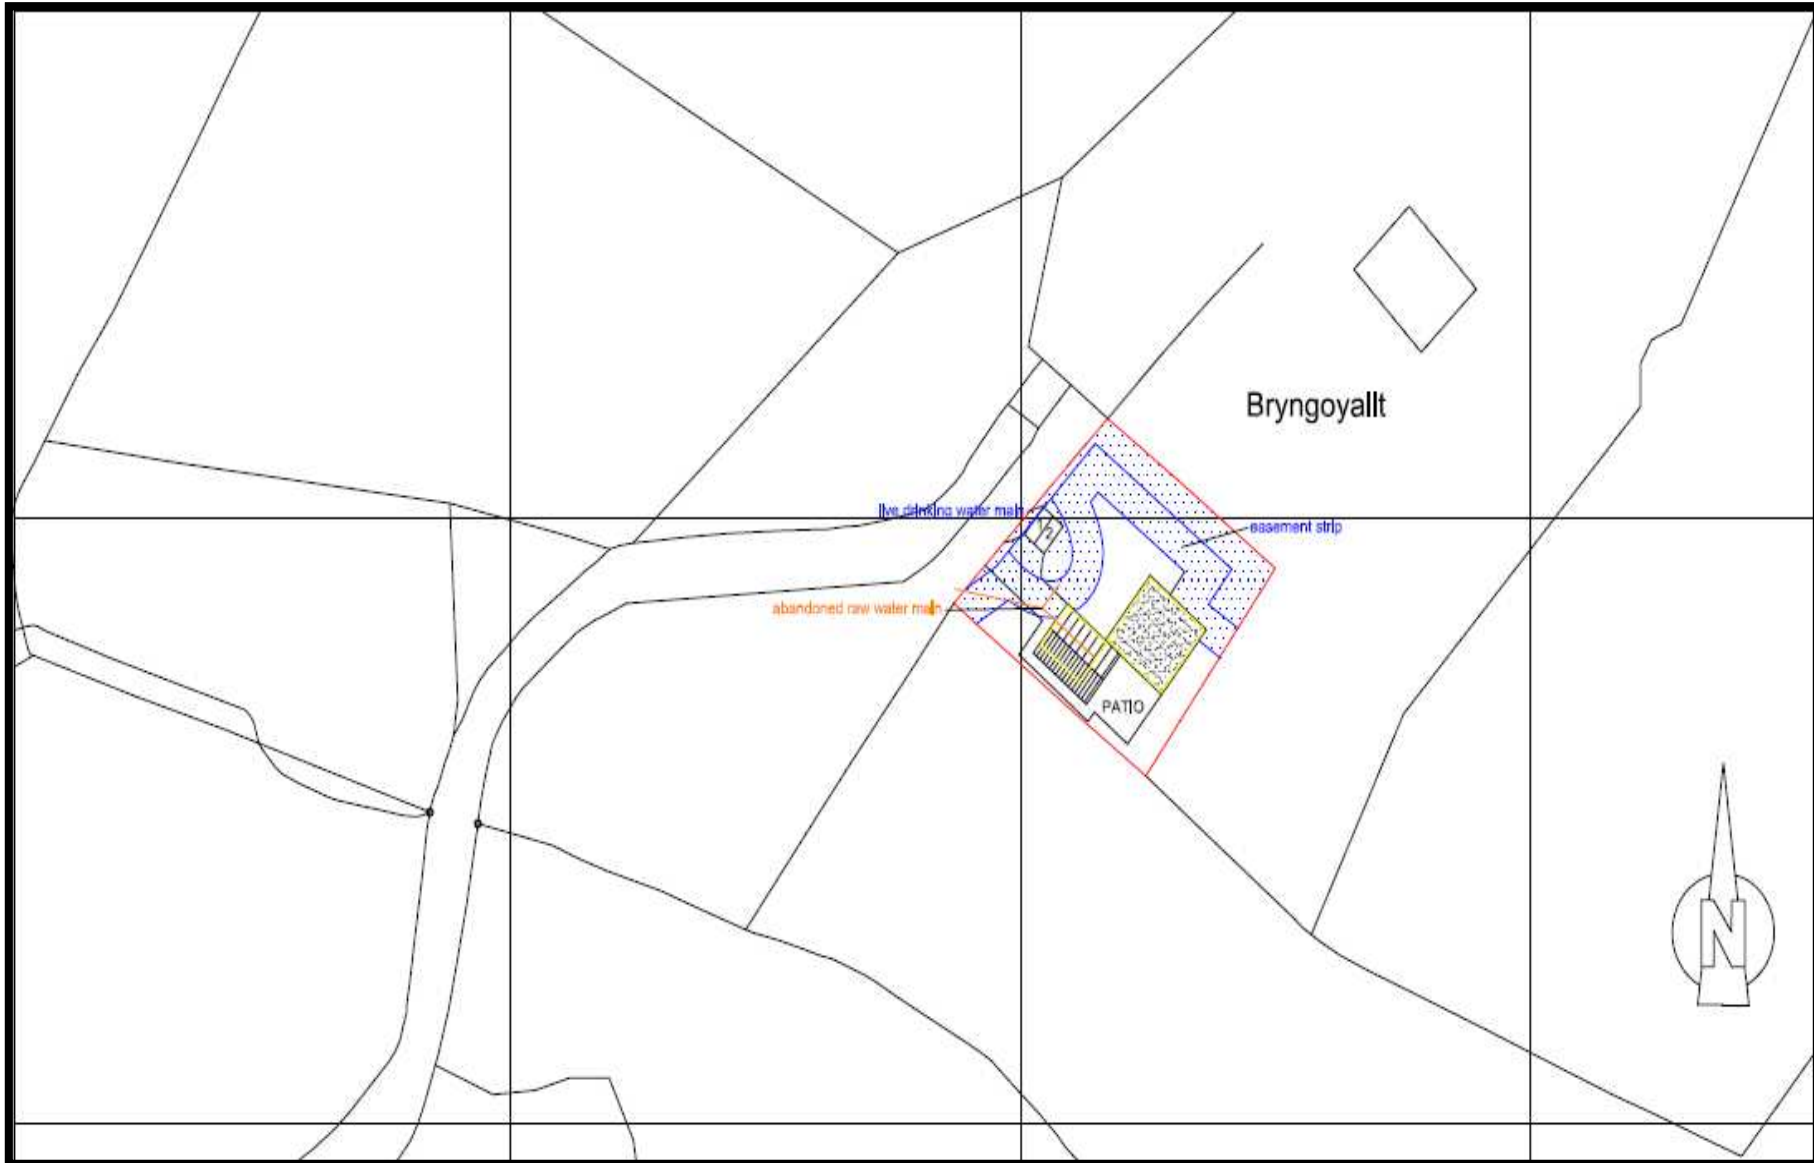 Bryngoyallt
live drinking water main
easement strip
abandoned raw water main
PATIO
N